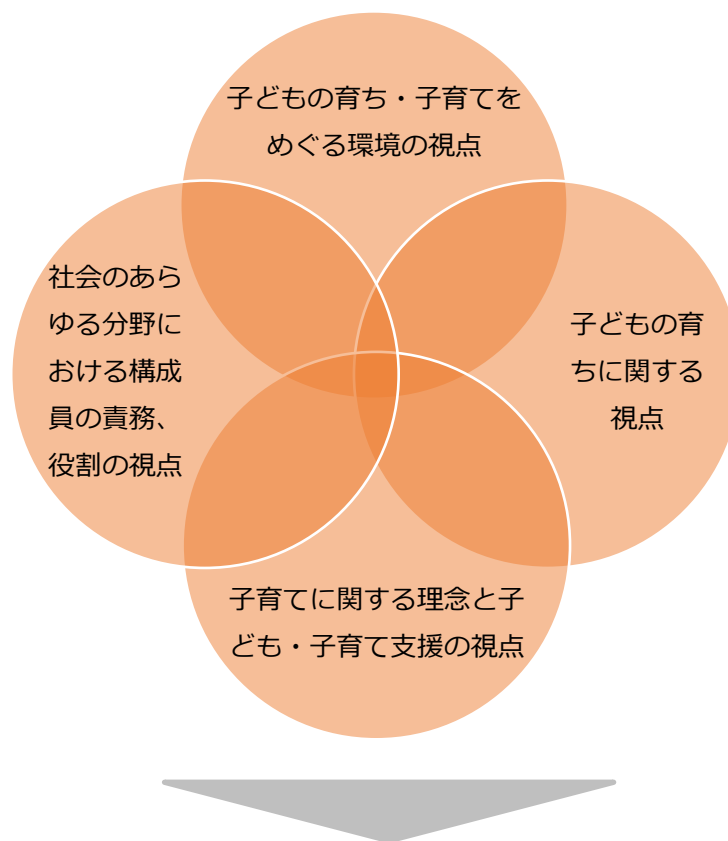 子どもの育ち・子育てを
めぐる環境の視点
社会のあら
ゆる分野に
おける構成
員の責務、
役割の視点
子どもの育
ちに関する
視点
子育てに関する理念と子
ども・子育て支援の視点